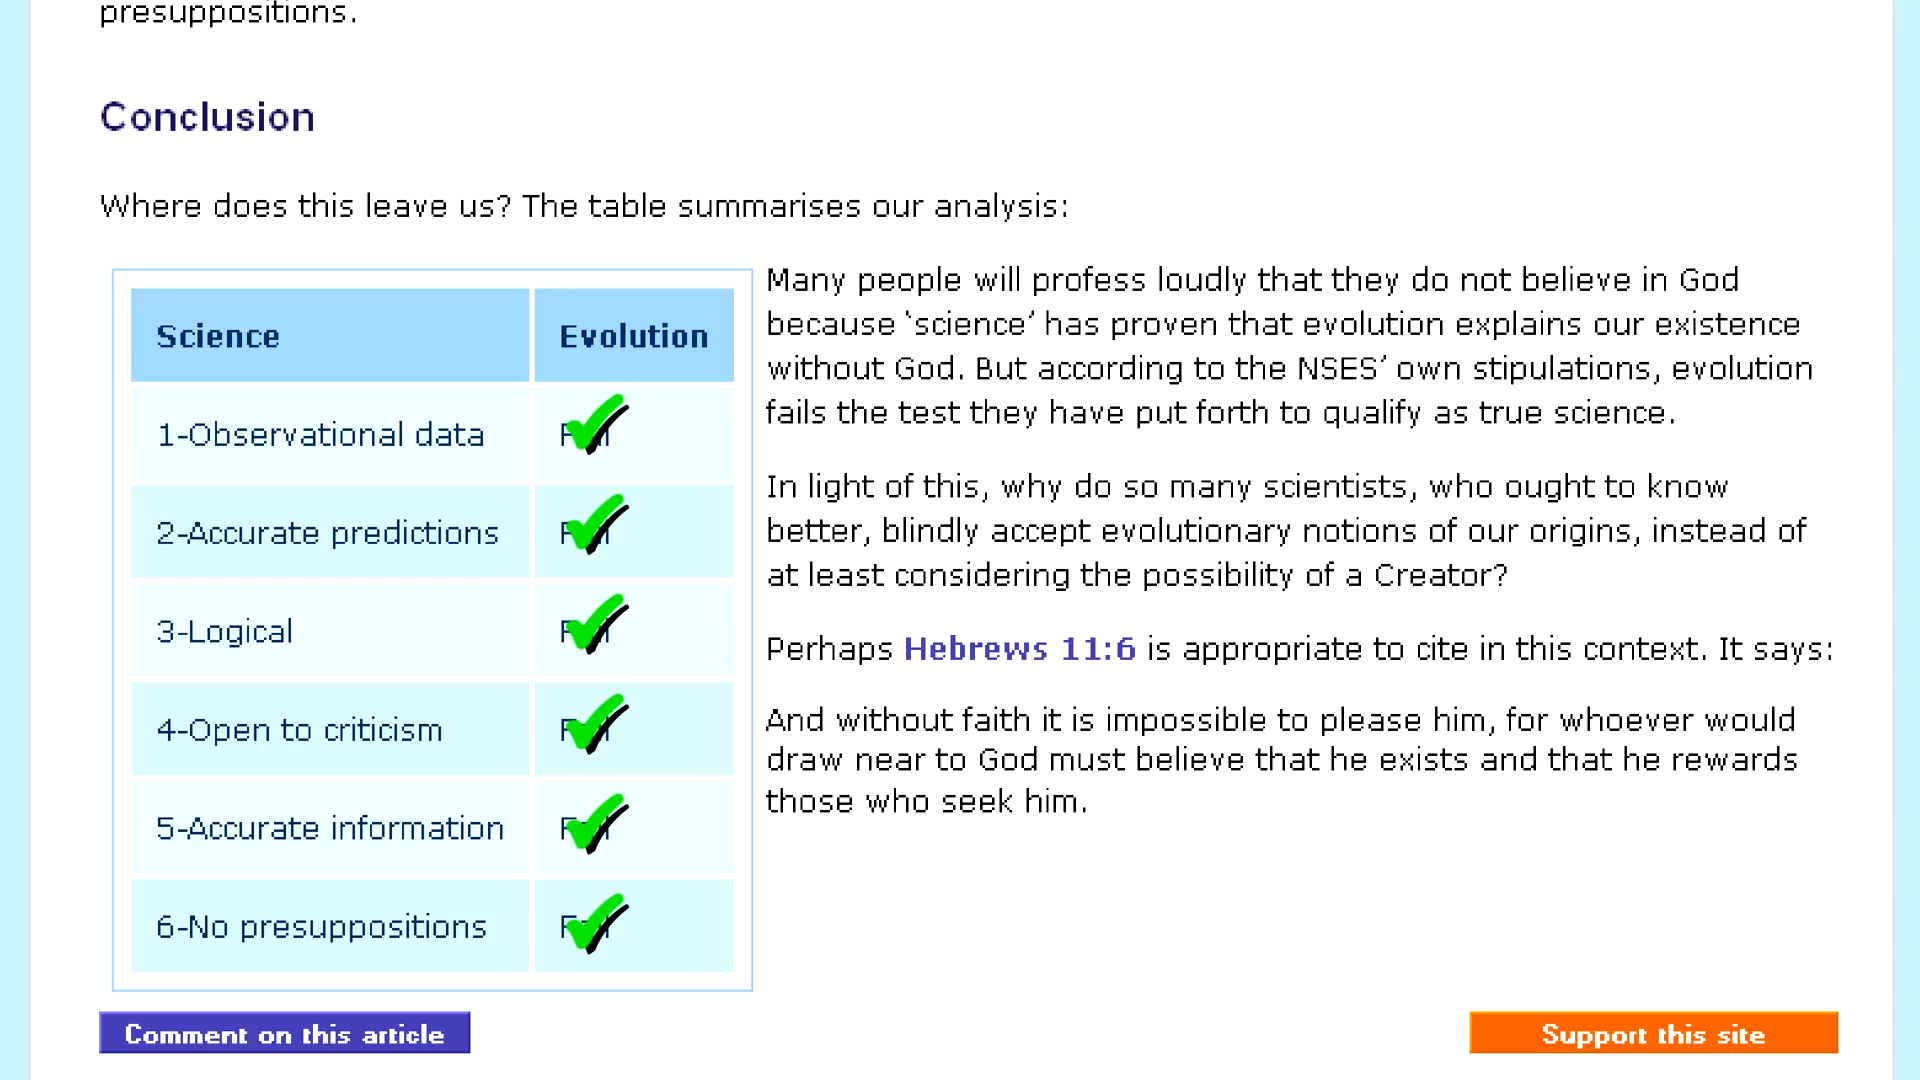 presuppositions.
Conclusion
Where does this leave us? The table summarises our analysis:
Science Evolution
1-Observational data
2-Accurate predictions
3-Logical
4-Open to criticism
5-Accurate information
6-No presuppositions
Many people will profess loudly that they do not believe in God
because ‘science’ has proven that evolution explains our existence
without God. But according to the NSES’ own stipulations, evolution
fails the test they have put forth to qualify as true science.
In light of this, why do so many scientists, who ought to know
better, blindly accept evolutionary notions of our origins, instead of
at least considering the possibility of a Creator?
Perhaps Hebrews 11:6 is appropriate to cite in this context. It says:
And without faith it is impossible to please him, for whoever would
draw near to God must believe that he exists and that he rewards
those who seek him.
Comment on this article
Support this site